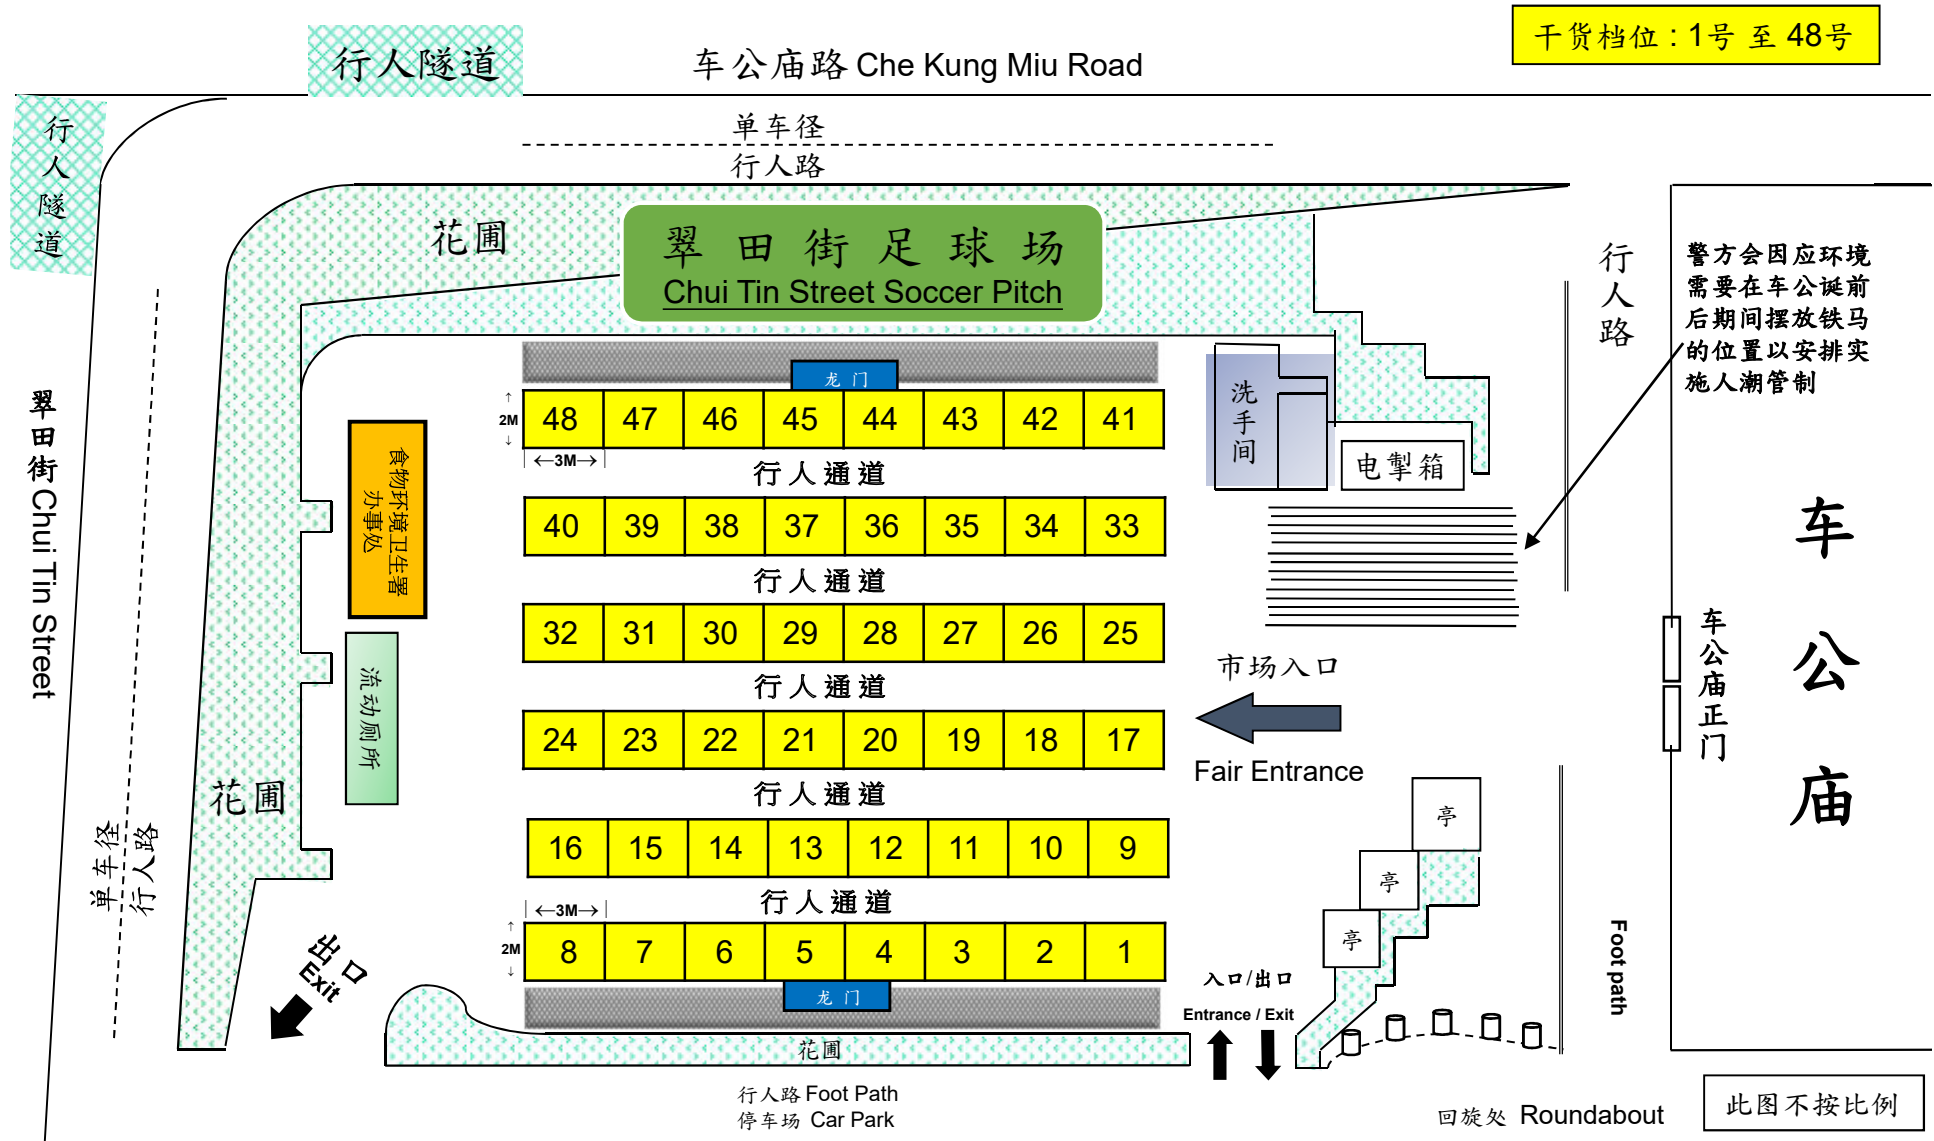 干货档位 : 1号 至 48号
行人隧道
车公庙路 Che Kung Miu Road
行人隧道
单车径
行人路
花圃
翠田街足球场
Chui Tin Street Soccer Pitch
行人路
警方会因应环境
需要在车公诞前
后期间摆放铁马
的位置以安排实
施人潮管制
龙 门
↑
2M
↓
48 47 46 45 44 43 42 41
←3M→
行人通道
洗手间
电掣箱
翠田街 Chui Tin Street
食物环境卫生署
办事处
40 39 38 37 36 35 34 33
行人通道
车公庙
32 31 30 29 28 27 26 25
行人通道
市场入口
Fair Entrance
车公庙正门
流动厕所
24 23 22 21 20 19 18 17
行人通道
花圃
单车径
行人路
亭
亭
亭
16 15 14 13 12 11 10 9
行人通道
←3M→
↑
2M
↓
8 7 6 5 4 3 2 1
龙 门
出口
Exit
入口/出口
Entrance / Exit
Foot path
花圃
行人路 Foot Path
停车场 Car Park
回旋处 Roundabout
此图不按比例